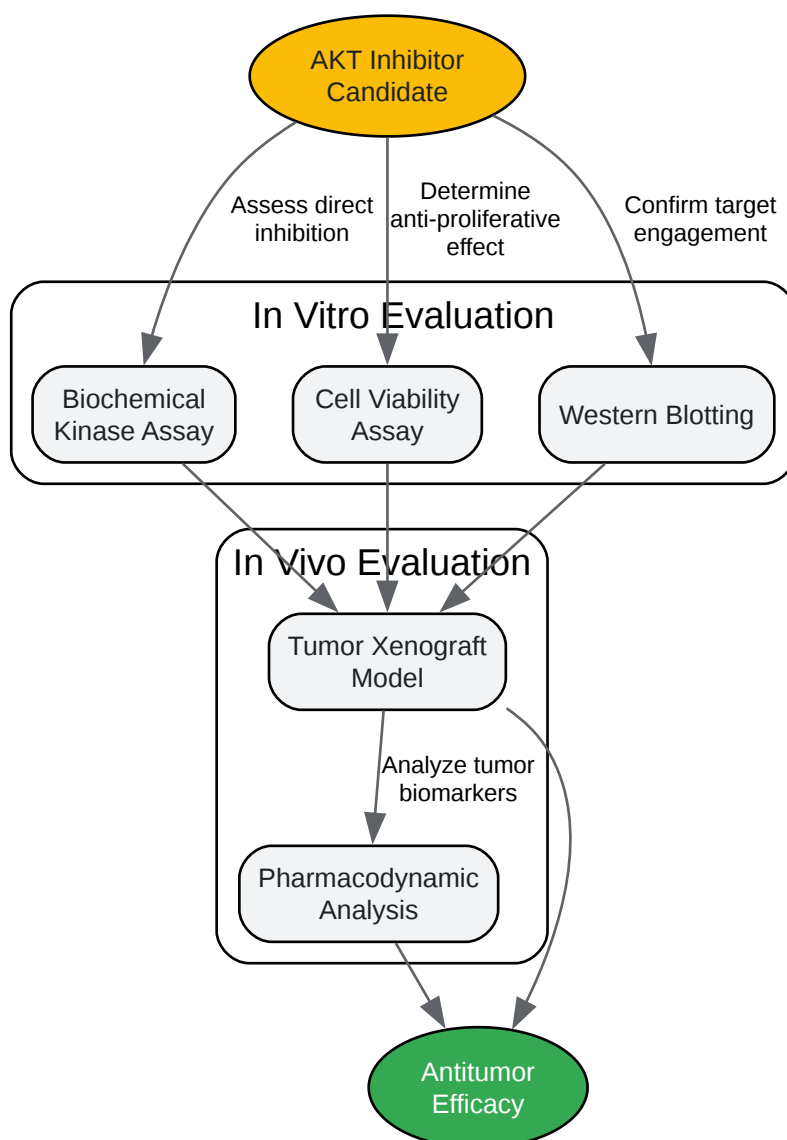 AKT Inhibitor
Candidate
Assess direct
inhibition
Determine
anti-proliferative
effect
Confirm target
engagement
In Vitro Evaluation
Biochemical
Kinase Assay
Cell Viability
Assay
Western Blotting
In Vivo Evaluation
Tumor Xenograft
Model
Analyze tumor
biomarkers
Pharmacodynamic
Analysis
Antitumor
Efficacy